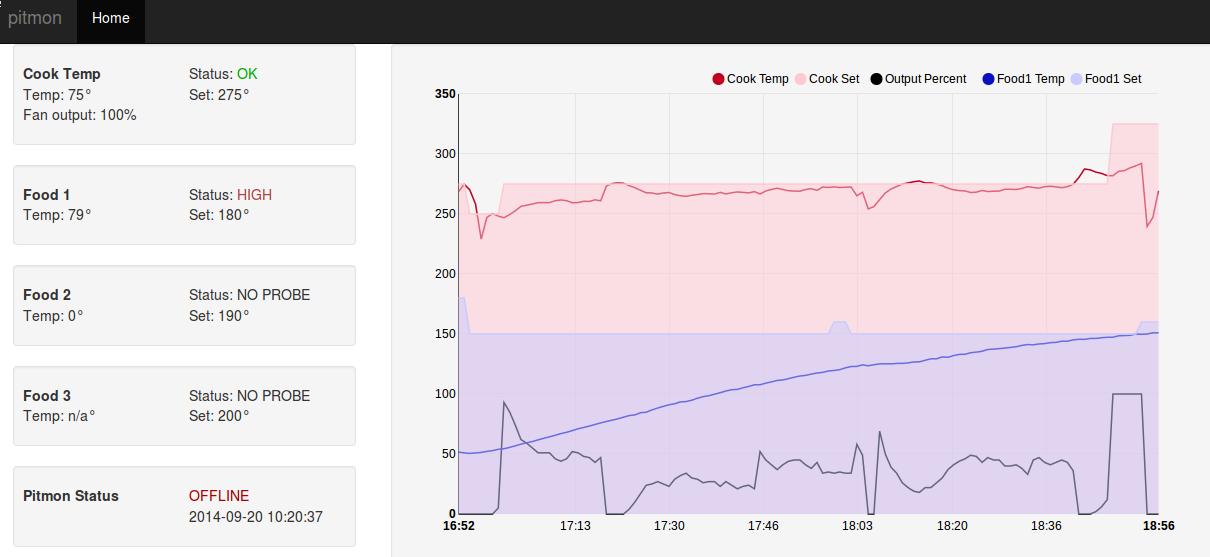 pitmon Home
Cook Temp Status: OK
Temp: 75° Set: 275°
Fan output: 100%
Food 1 Status: HIGH
Temp: 79° Set: 180°
Food 2 Status: NO PROBE
Temp: 0° Set: 190°
Food 3 Status: NO PROBE
Temp: n/a° Set: 200°
Pitmon Status OFFLINE
2014-09-20 10:20:37
Cook Temp Cook Set Output Percent Food1 Temp Food1 Set
350
300
250
200
150
100
50
0
16:52 17:13 17:30 17:46 18:03 18:20 18:36 18:56